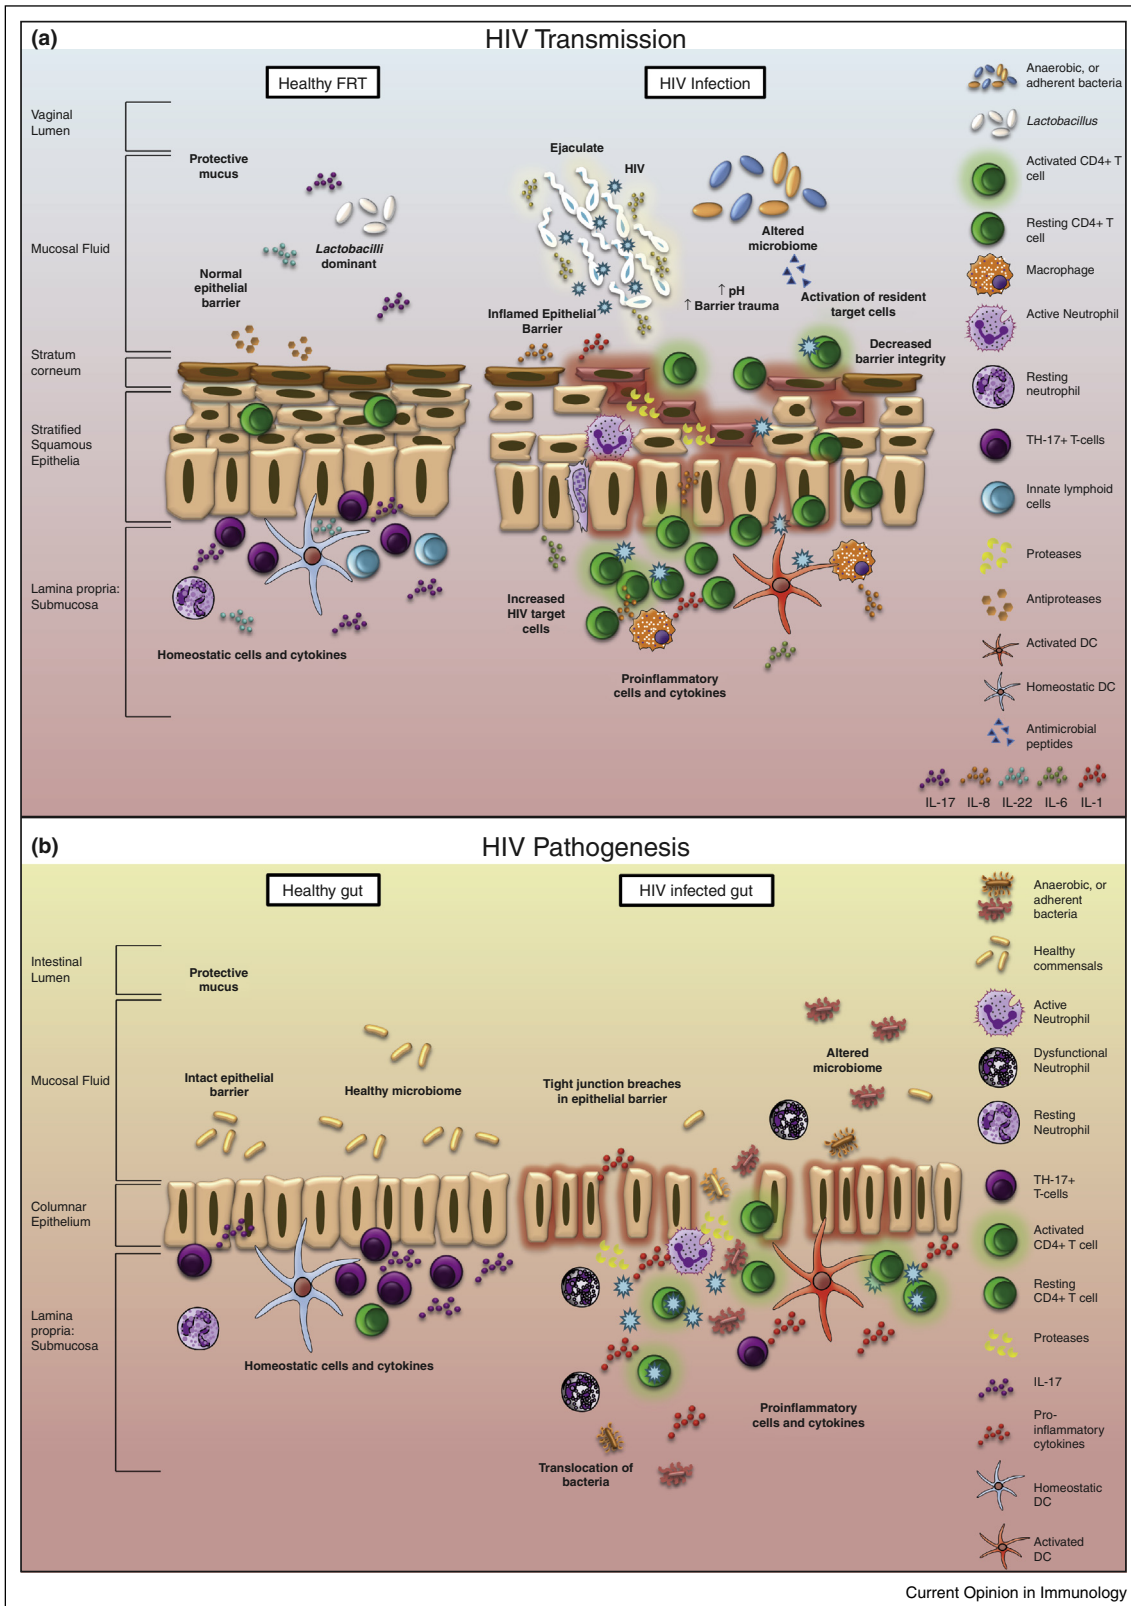 (a)
HIV Transmission
Healthy FRT
HIV Infection
Vaginal
Lumen
Mucosal Fluid
Stratum
corneum
Stratified
Squamous
Epithelia
Lamina propria:
Submucosa
Protective
mucus
Lactobacilli
dominant
Normal
epithelial
barrier
Homeostatic cells and cytokines
Ejaculate
HIV
Altered
microbiome
↑ pH
↑ Barrier trauma
Activation of resident
target cells
Inflamed Epithelial
Barrier
Decreased
barrier integrity
Increased
HIV target
cells
Proinflammatory
cells and cytokines
Anaerobic, or
adherent bacteria
Lactobacillus
Activated CD4+ T
cell
Resting CD4+ T
cell
Macrophage
Active Neutrophil
Resting
neutrophil
TH-17+ T-cells
Innate lymphoid
cells
Proteases
Antiproteases
Activated DC
Homeostatic DC
Antimicrobial
peptides
IL-17 IL-8 IL-22 IL-6 IL-1
(b)
HIV Pathogenesis
Healthy gut
HIV infected gut
Intestinal
Lumen
Mucosal Fluid
Columnar
Epithelium
Lamina
propria:
Submucosa
Protective
mucus
Intact epithelial
barrier
Healthy microbiome
Homeostatic cells and cytokines
Altered
microbiome
Tight junction breaches
in epithelial barrier
Proinflammatory
cells and cytokines
Translocation of
bacteria
Anaerobic, or
adherent
bacteria
Healthy
commensals
Active
Neutrophil
Dysfunctional
Neutrophil
Resting
Neutrophil
TH-17+
T-cells
Activated
CD4+ T cell
Resting
CD4+ T cell
Proteases
IL-17
Pro-
inflammatory
cytokines
Homeostatic
DC
Activated
DC
Current Opinion in Immunology